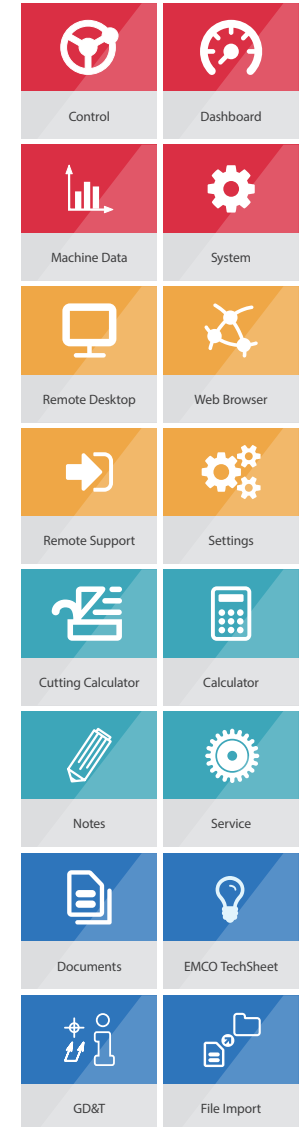 Control
Dashboard
Machine Data
System
Remote Desktop
Web Browser
Remote Support
Settings
Cutting Calculator
Calculator
Notes
Service
Documents
EMCO TechSheet
GD&T
File Import